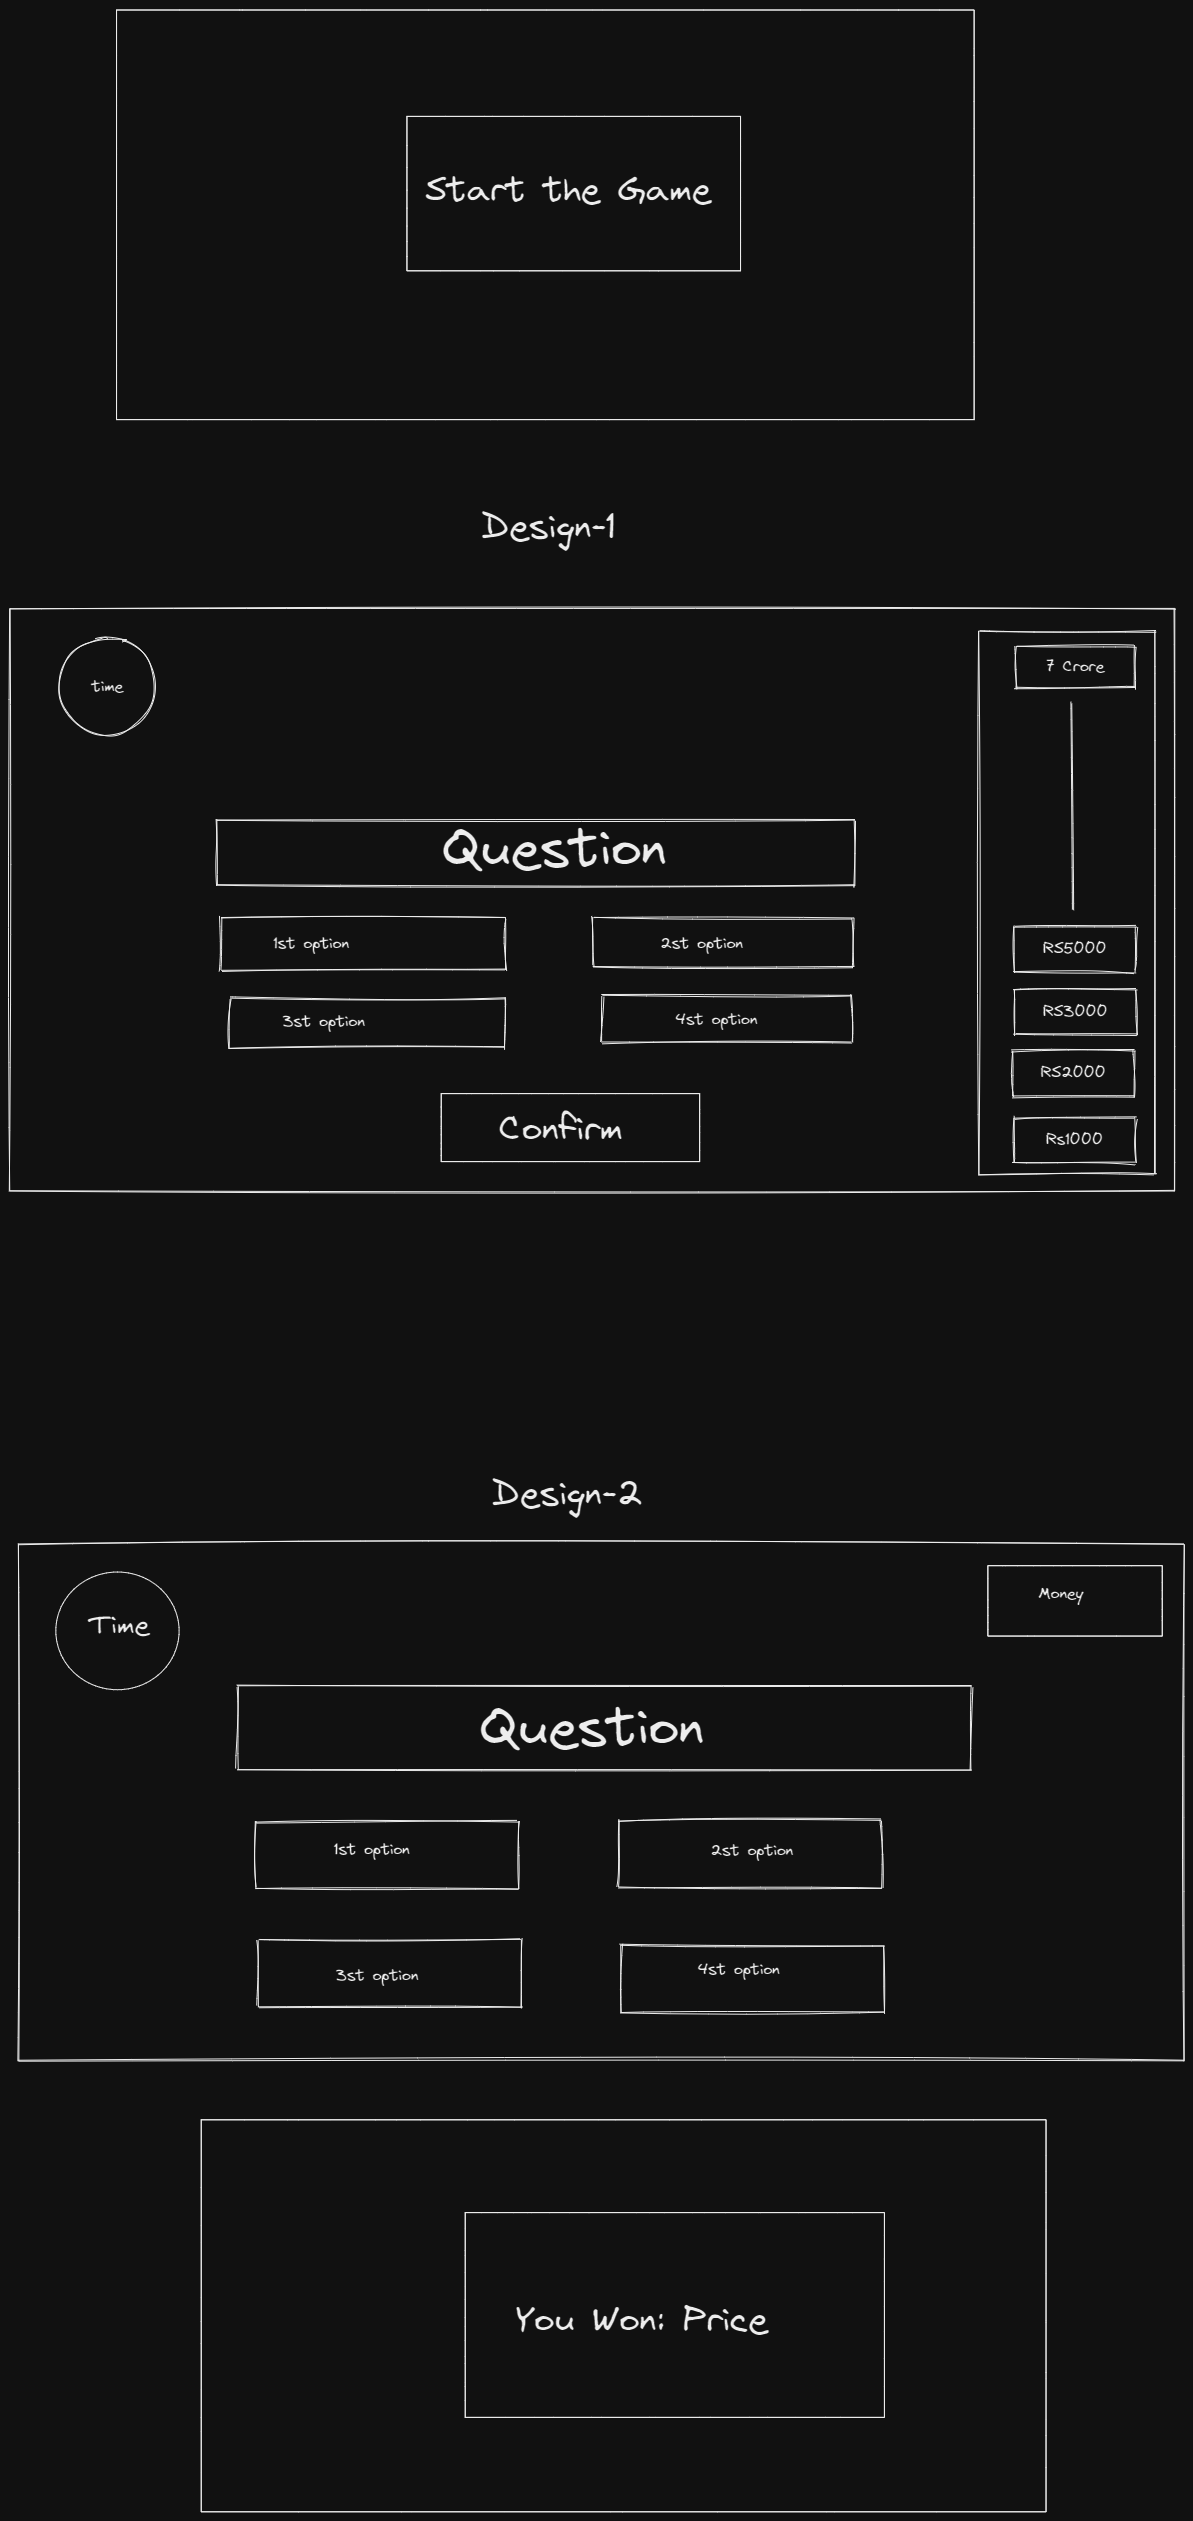 Start the Game
Design-1
time
7 Crore
Question
1st option
2st option
3st option
4st option
Confirm
RS5000
RS3000
RS2000
Rs1000
Design-2
Time
Money
Question
1st option
2st option
3st option
4st option
You Won: Price